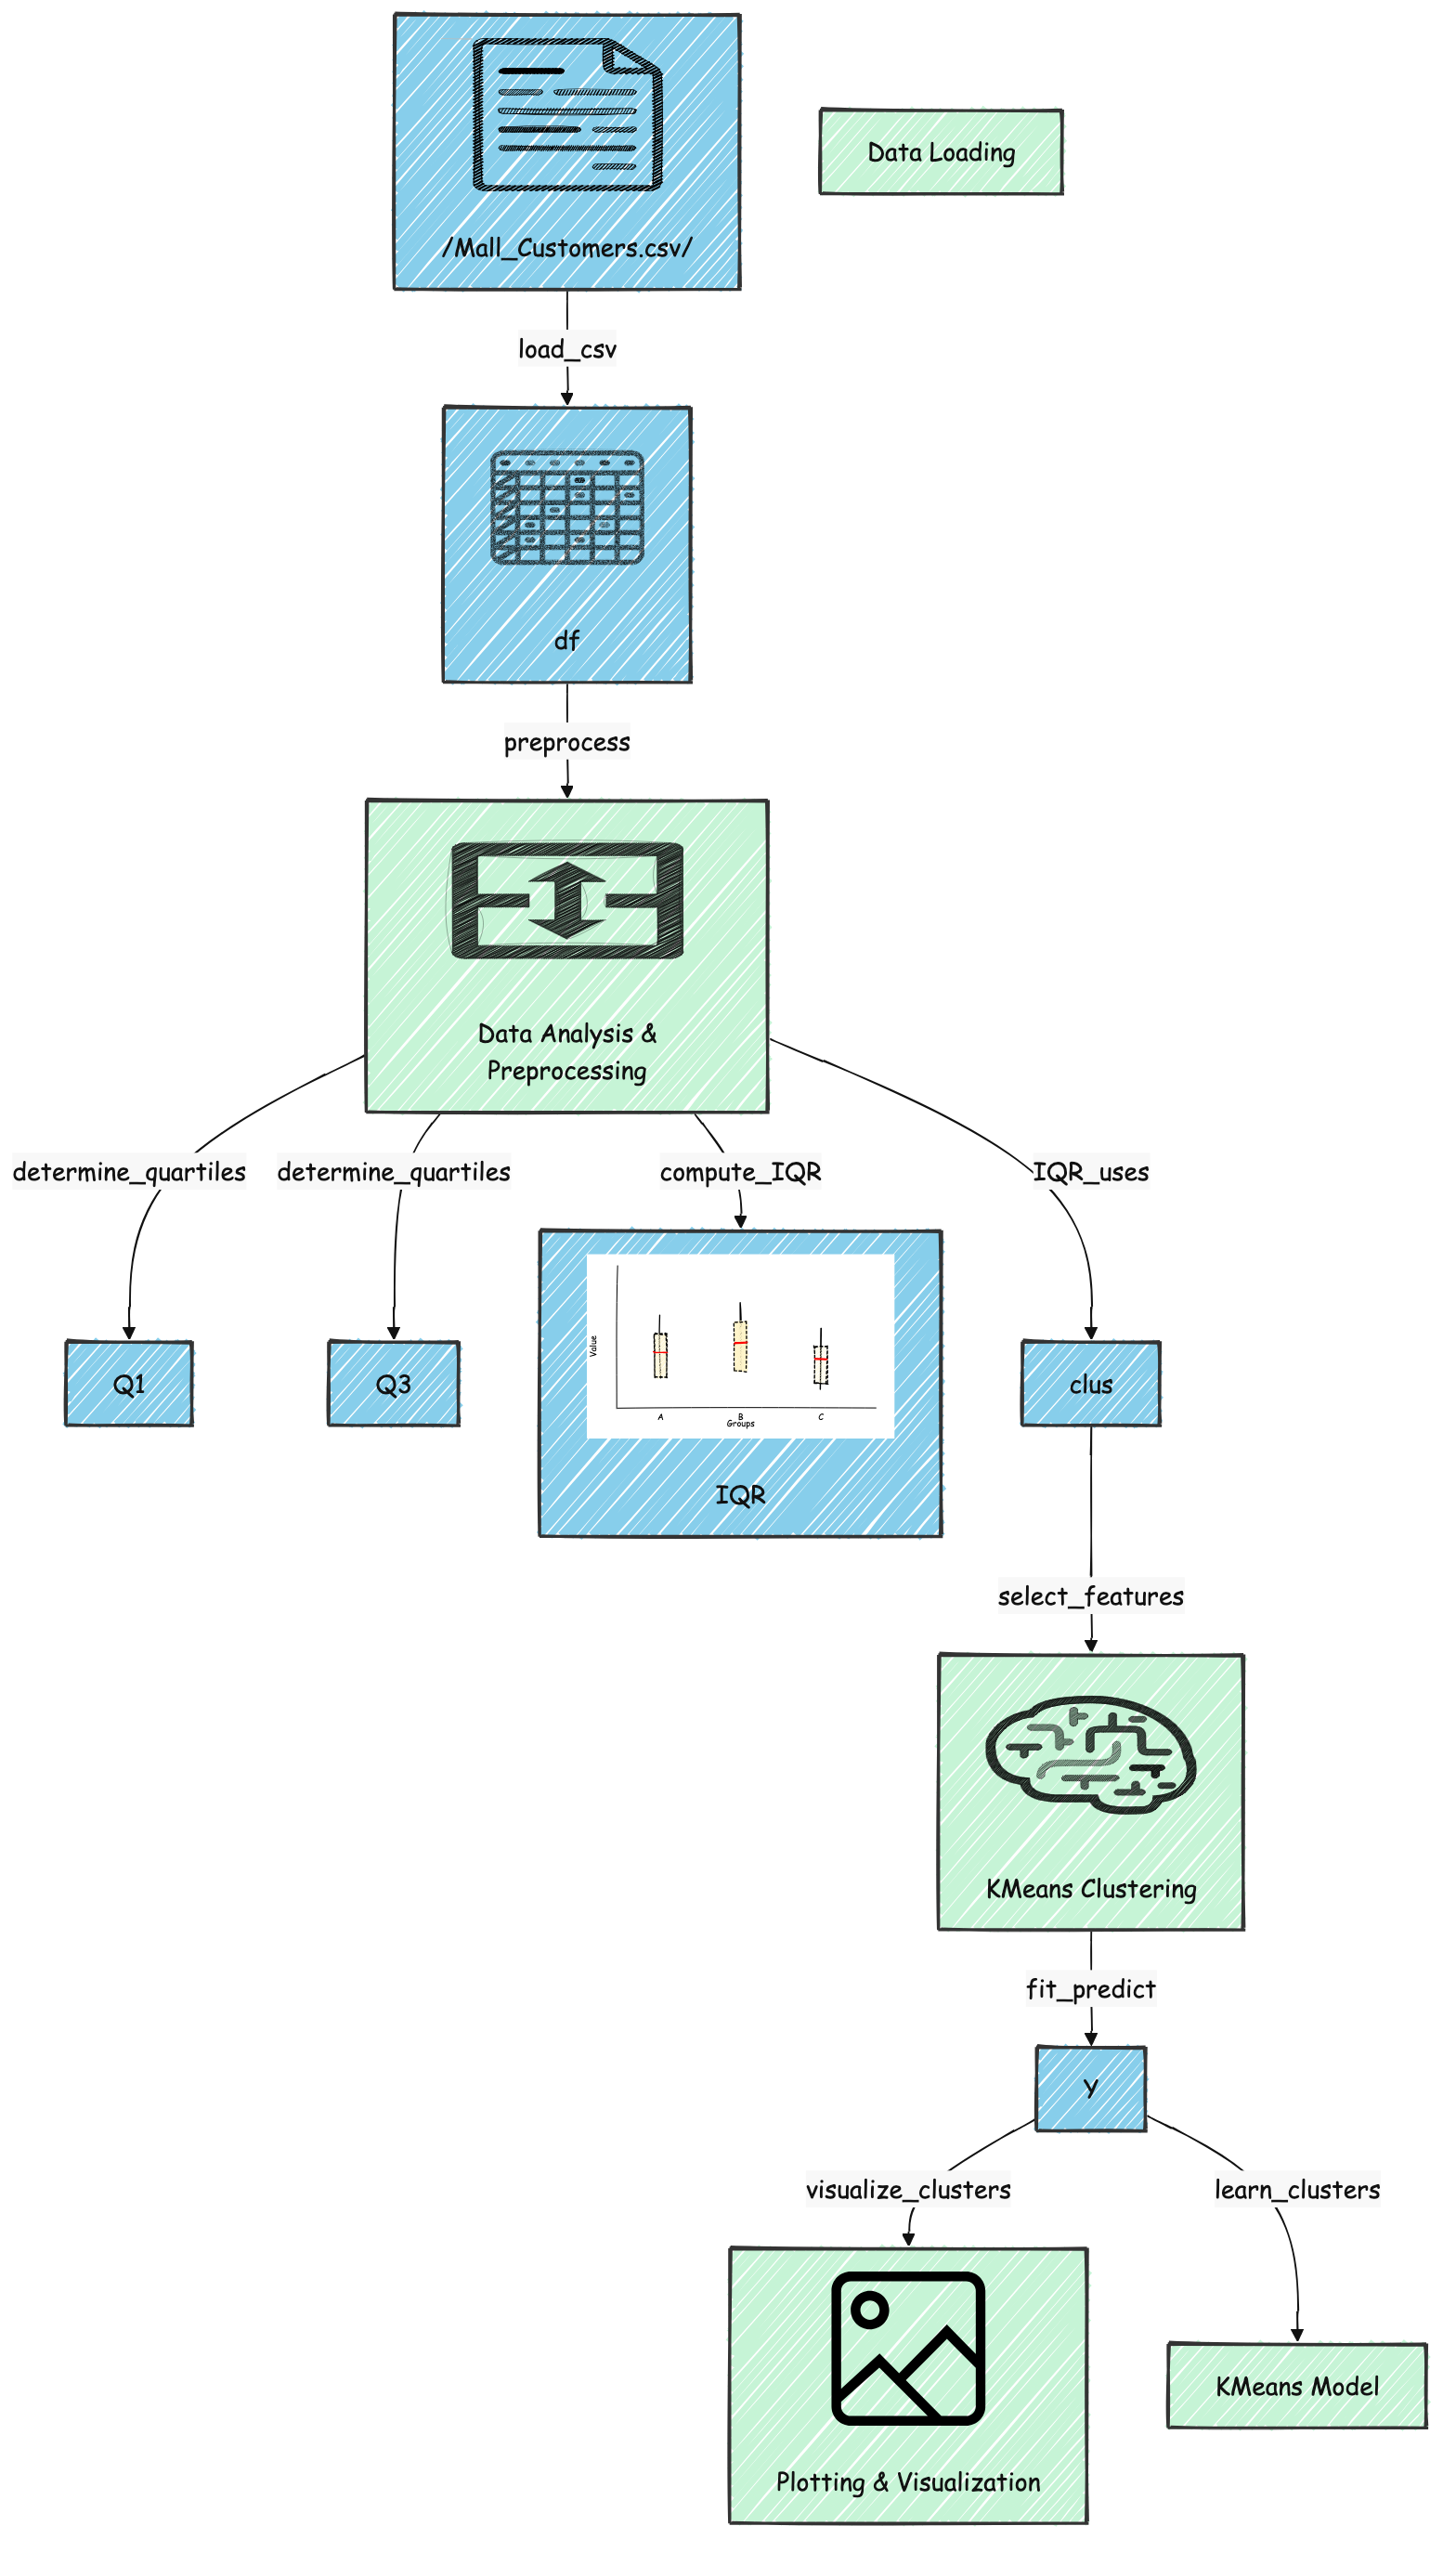 /Mall_Customers.csv/
Data Loading
load_csv
df
preprocess
Data Analysis &
Preprocessing
determine_quartiles
determine_quartiles
compute_IQR
IQR_uses
Q1
Q3
Value
A
B
C
Groups
IQR
clus
select_features
KMeans Clustering
fit_predict
y
visualize_clusters
learn_clusters
Plotting & Visualization
KMeans Model